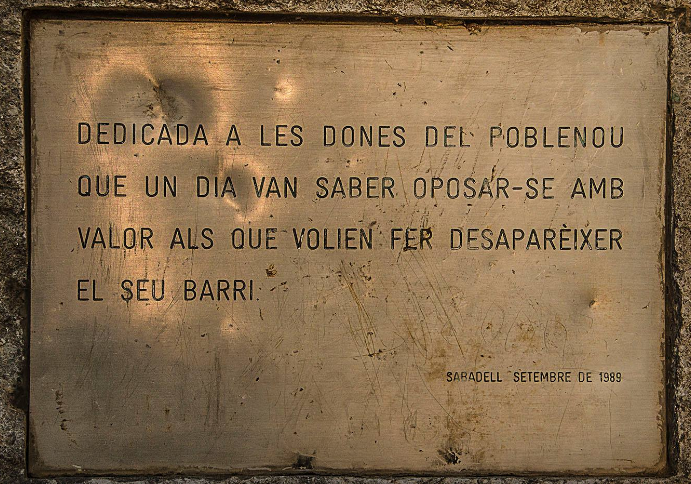 DEDICADA A LES DONES DEL POBLENOU
QUE UN DIA VAN SABER OPOSAR-SE AMB
VALOR ALS QUE VOLIEN FER DESAPARÈIXER
EL SEU BARRI.
SABADELL SETEMBRE DE 1989